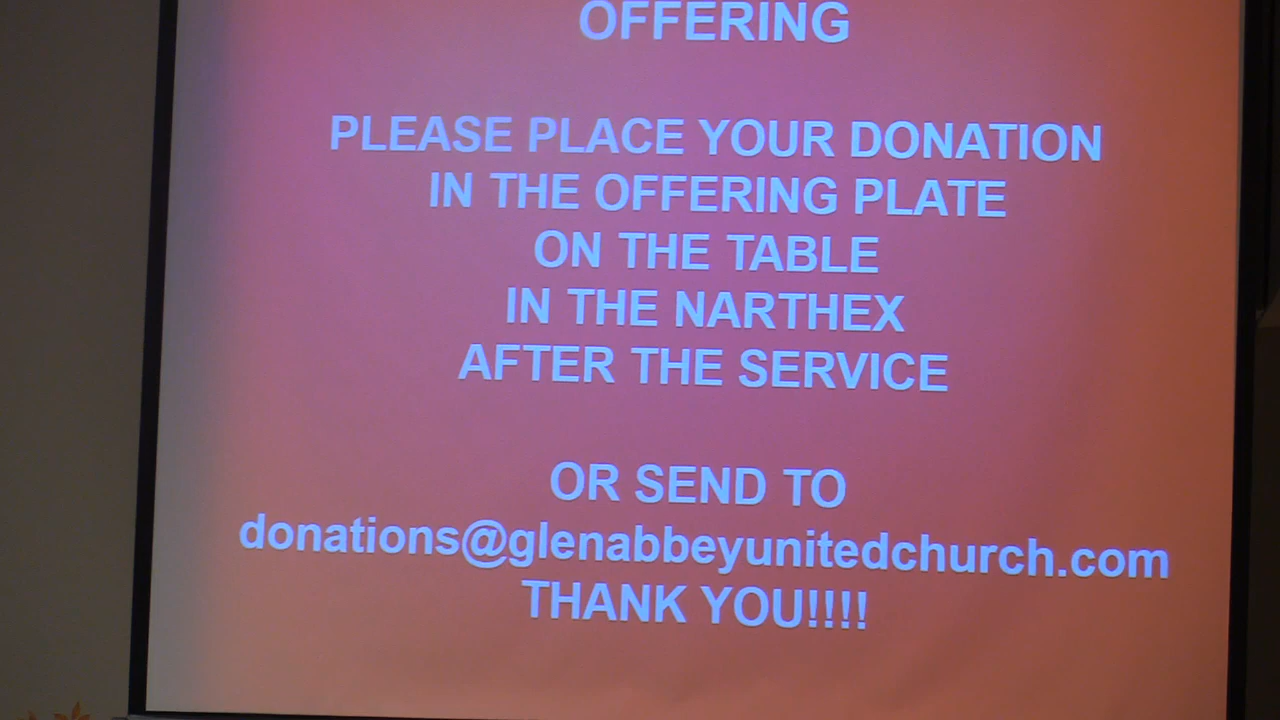 OFFERING
PLEASE PLACE YOUR DONATION
IN THE OFFERING PLATE
ON THE TABLE
IN THE NARTHEX
AFTER THE SERVICE
OR SEND TO
donations@glenabbeyunitedchurch.com
THANK YOU!!!!